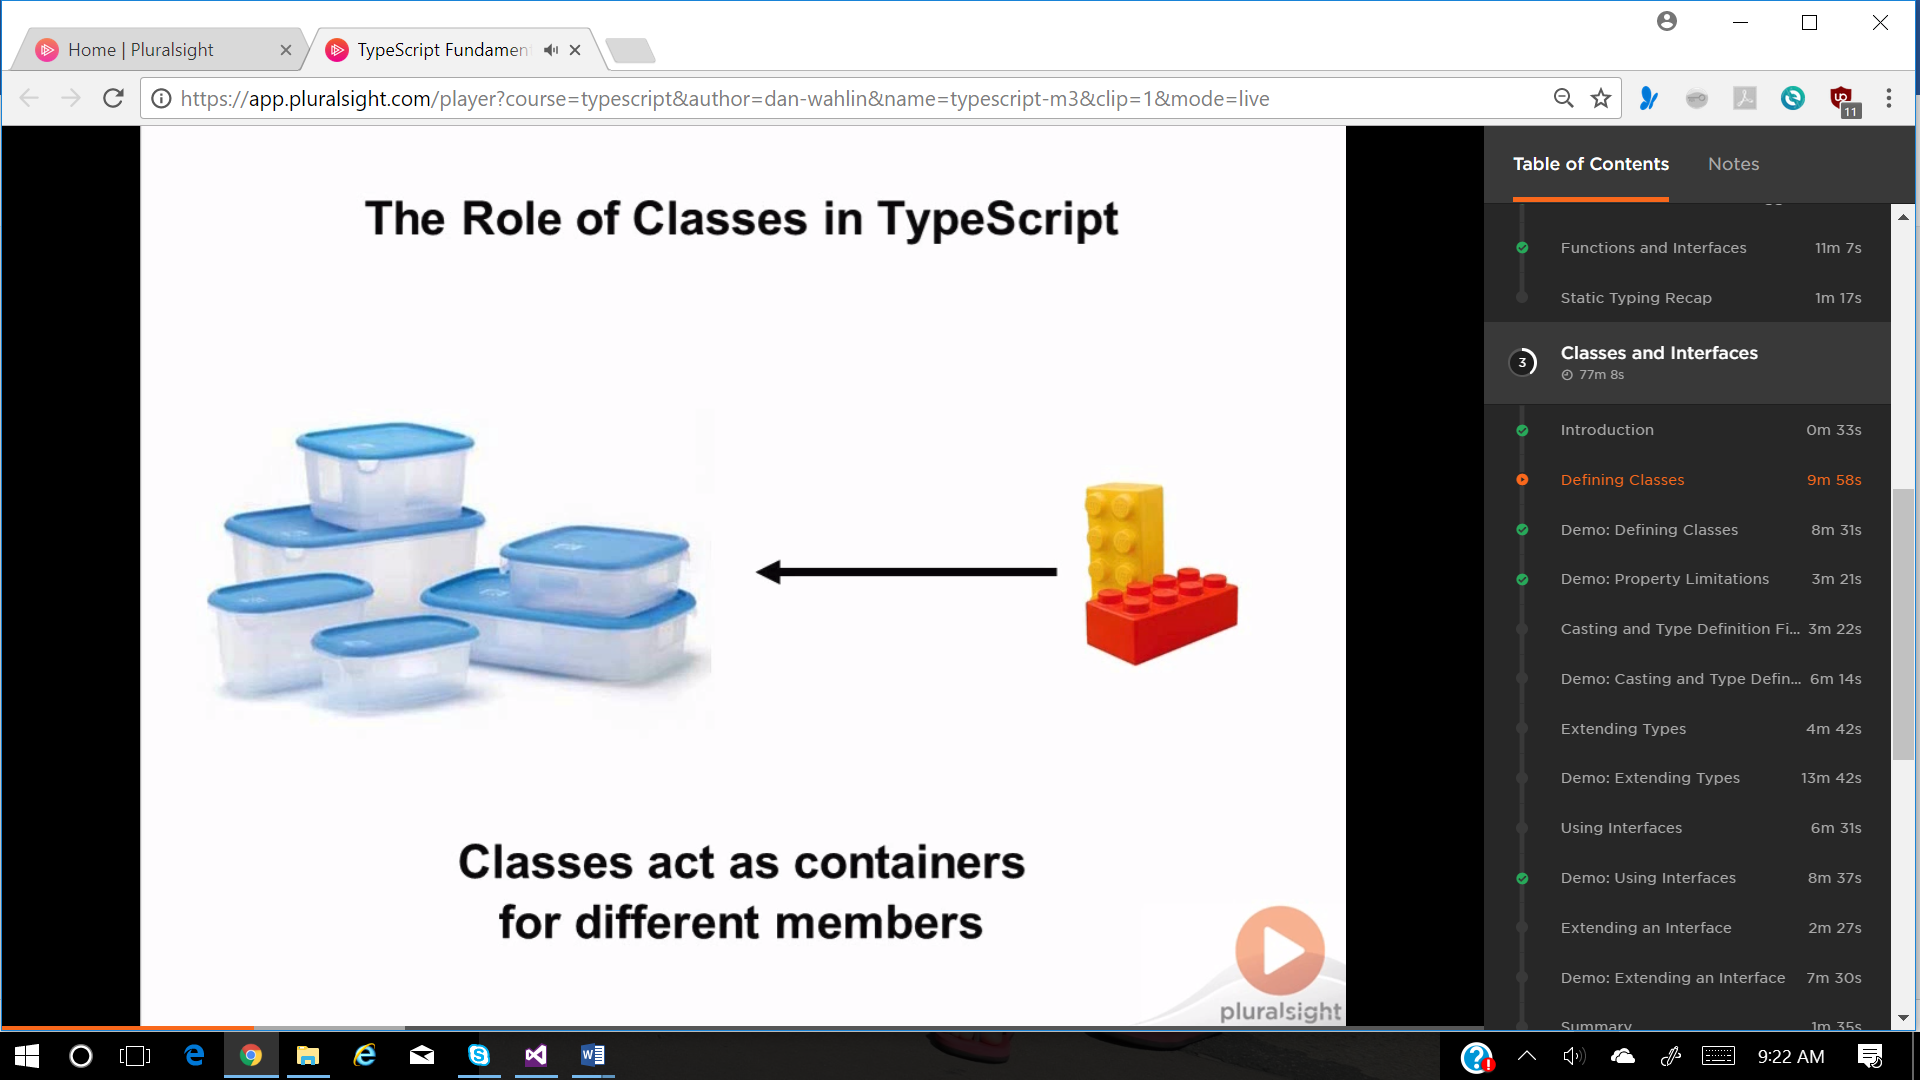 Home | Pluralsight
TypeScript Fundamen
https://app.pluralsight.com/player?course=typescript&author=dan-wahlin&name=typescript-m3&clip=1&mode=live
11
The Role of Classes in TypeScript
Classes act as containers
for different members
pluralsight
Table of Contents
Notes
Functions and Interfaces 11m 7s
Static Typing Recap 1m 17s
3
Classes and Interfaces
77m 8s
Introduction 0m 33s
Defining Classes 9m 58s
Demo: Defining Classes 8m 31s
Demo: Property Limitations 3m 21s
Casting and Type Definition Fi... 3m 22s
Demo: Casting and Type Defin... 6m 14s
Extending Types 4m 42s
Demo: Extending Types 13m 42s
Using Interfaces 6m 31s
Demo: Using Interfaces 8m 37s
Extending an Interface 2m 27s
Demo: Extending an Interface 7m 30s
Summary 1m 35s
9:22 AM